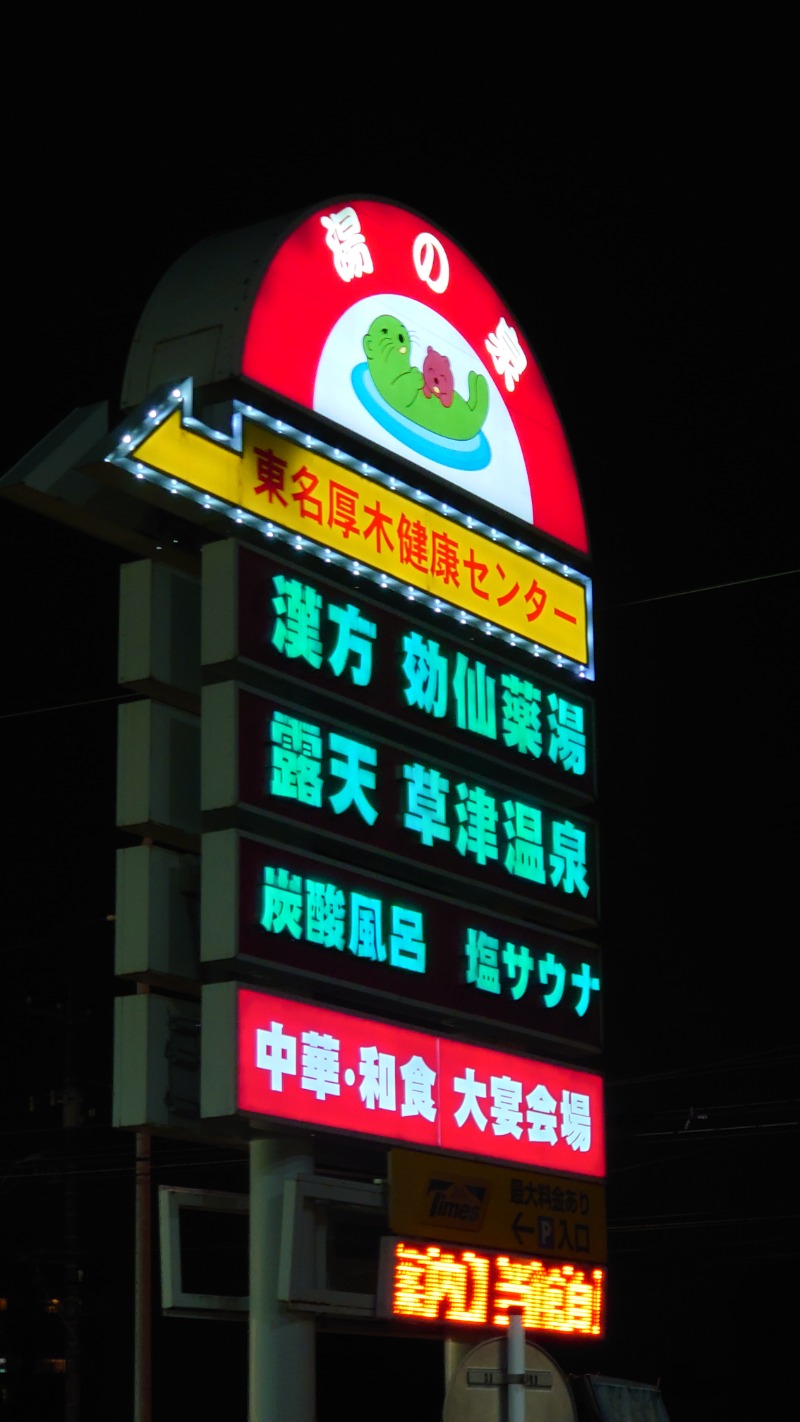 湯の泉
東名厚木健康センター
漢方 効仙薬湯
露天 草津温泉
炭酸風呂 塩サウナ
中華・和食 大宴会場
Times 最大料金あり
← P 入口